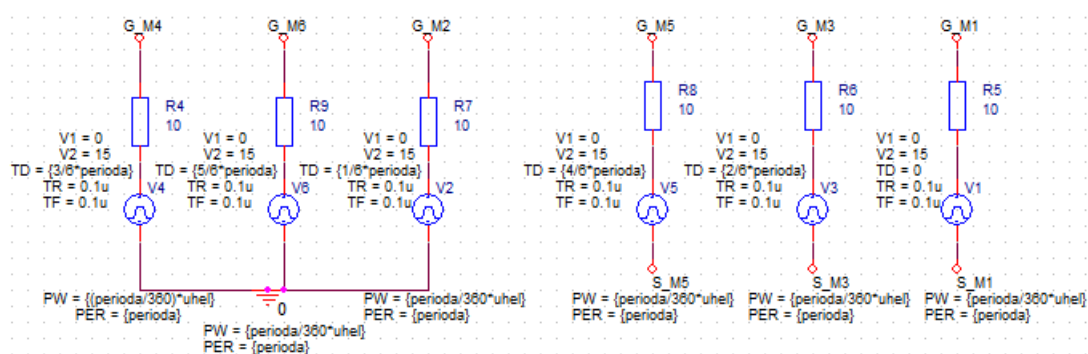 G_M4
G_M6
G_M2
G_M5
G_M3
G_M1
R4
10
R9
10
R7
10
R8
10
R6
10
R5
10
V1 = 0
V2 = 15
TD = {3/6*perioda}
TR = 0.1u
TF = 0.1u
V4
V1 = 0
V2 = 15
TD = {5/6*perioda}
TR = 0.1u
TF = 0.1u
V6
V1 = 0
V2 = 15
TD = {1/6*perioda}
TR = 0.1u
TF = 0.1u
V2
V1 = 0
V2 = 15
TD = {4/6*perioda}
TR = 0.1u
TF = 0.1u
V5
V1 = 0
V2 = 15
TD = {2/6*perioda}
TR = 0.1u
TF = 0.1u
V3
V1 = 0
V2 = 15
TD = 0
TR = 0.1u
TF = 0.1u
V1
PW = {(perioda/360)*uhel}
PER = {perioda}
0
PW = {perioda/360*uhel}
PER = {perioda}
PW = {perioda/360*uhel}
PER = {perioda}
S_M5
PW = {perioda/360*uhel}
PER = {perioda}
S_M3
PW = {perioda/360*uhel}
PER = {perioda}
S_M1
PW = {perioda/360*uhel}
PER = {perioda}